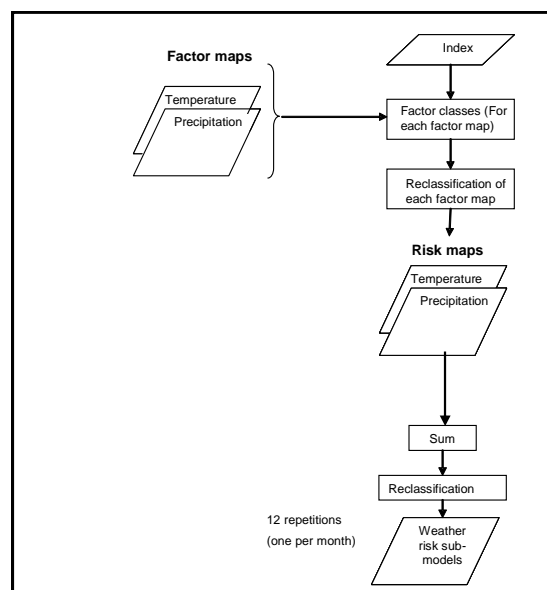 Index
Factor maps
Temperature
Precipitation
Factor classes (For
each factor map)
Reclassification of
each factor map
Risk maps
Temperature
Precipitation
Sum
Reclassification
12 repetitions
(one per month)
Weather
risk sub-
models